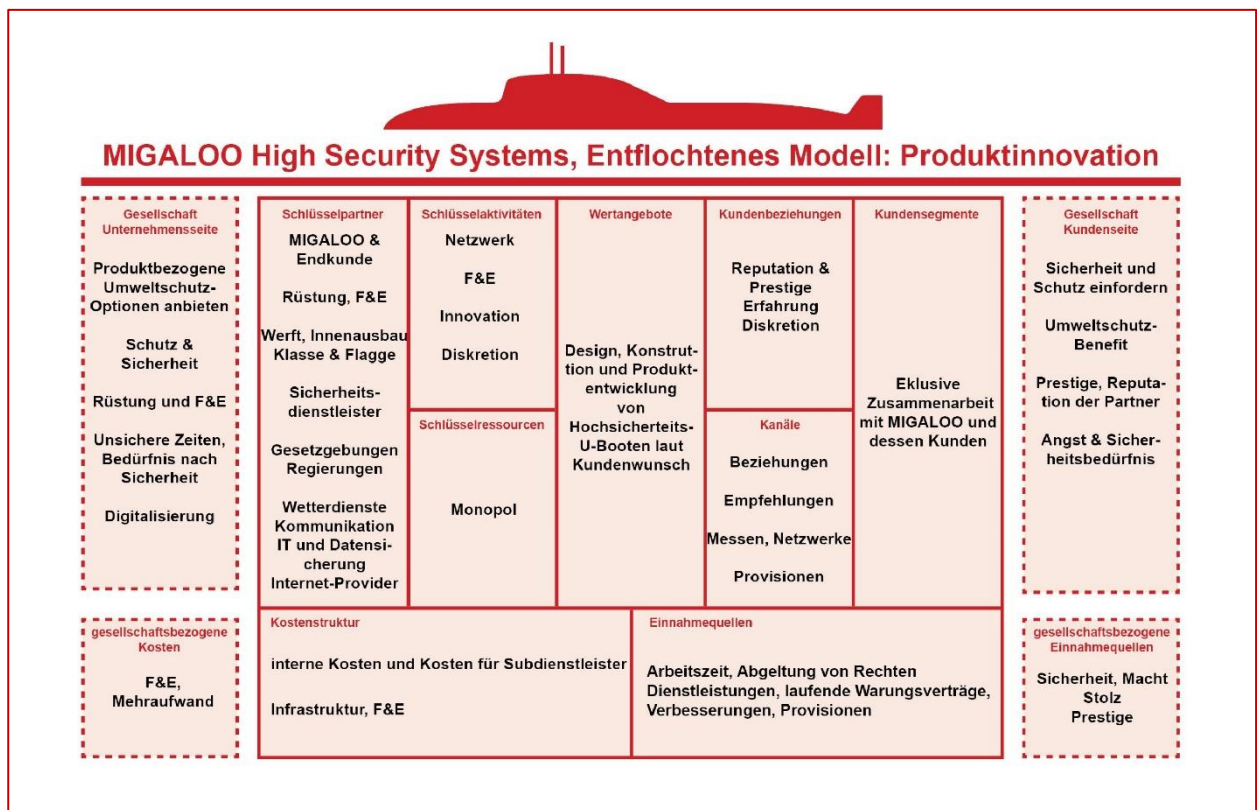 MIGALOO High Security Systems, Entflochtenes Modell: Produktinnovation
Gesellschaft
Unternehmensseite
Produktbezogene
Umweltschutz-
Optionen anbieten
Schutz &
Sicherheit
Rüstung und F&E
Unsichere Zeiten,
Bedürfnis nach
Sicherheit
Digitalisierung
Schlüsselpartner
MIGALOO &
Endkunde
Rüstung, F&E
Werft, Innenausbau
Klasse & Flagge
Sicherheits-
dienstleister
Gesetzgebungen
Regierungen
Wetterdienste
Kommunikation
IT und Datensi-
cherung
Internet-Provider
Schlüsselaktivitäten
Netzwerk
F&E
Innovation
Diskretion
Schlüsselressourcen
Monopol
Wertangebote
Design, Konstrut-
tion und Produkt-
entwicklung
von
Hochsicherteits-
U-Booten laut
Kundenwunsch
Kundenbeziehungen
Reputation &
Prestige
Erfahrung
Diskretion
Kanäle
Beziehungen
Empfehlungen
Messen, Netzwerke
Provisionen
Kundensegmente
Eklusive
Zusammenarbeit
mit MIGALOO und
dessen Kunden
Gesellschaft
Kundenseite
Sicherheit und
Schutz einfordern
Umweltschutz-
Benefit
Prestige, Reputa-
tion der Partner
Angst & Sicher-
heitsbedüfnis
gesellschaftsbezogene
Kosten
F&E,
Mehraufwand
Kostenstruktur
interne Kosten und Kosten für Subdienstleister
Infrastruktur, F&E
Einnahmequellen
Arbeitszeit, Abgeltung von Rechten
Dienstleistungen, laufende Warungsverträge,
Verbesserungen, Provisionen
gesellschaftsbezogene
Einnahmequellen
Sicherheit, Macht
Stolz
Prestige